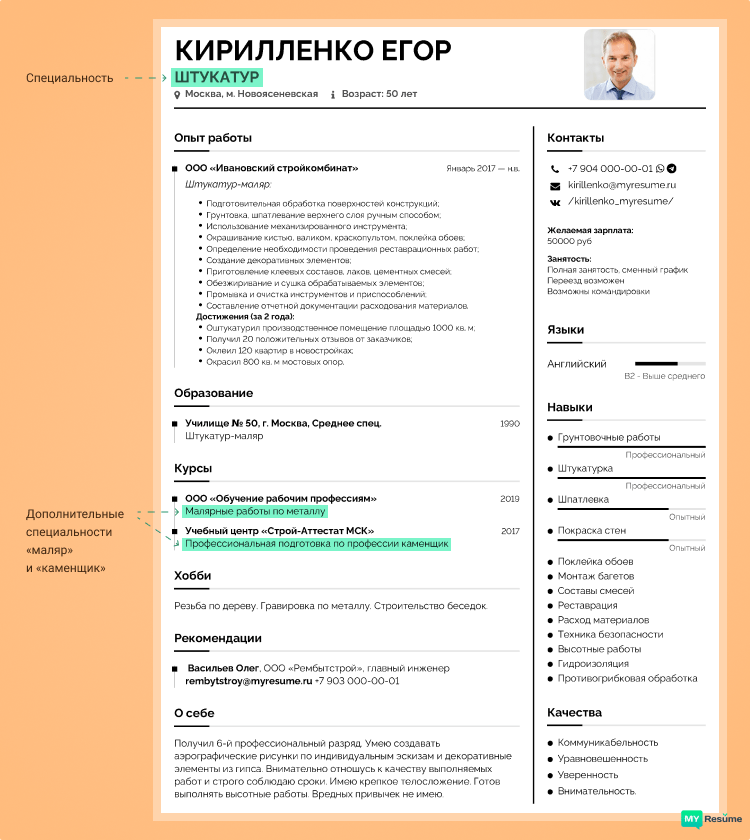 КИРИЛЛЕНКО ЕГОР
Специальность
ШТУКАТУР
Москва, м. Новоясеневская
Возраст: 50 лет
Опыт работы
ООО «Ивановский стройкомбинат»
Январь 2017 — н.в.
Штукатур-маляр:
Подготовительная обработка поверхностей конструкций;
Грунтовка, шпатлевание верхнего слоя ручным способом;
Использование механизированного инструмента;
Окрашивание кистью, валиком, краскопультом, поклейка обоев;
Определение необходимости проведения реставрационных работ;
Создание декоративных элементов;
Приготовление клеевых составов, лаков, цементных смесей;
Обезжиривание и сушка обрабатываемых элементов;
Промывка и очистка инструментов и приспособлений;
Составление отчетной документации расходования материалов.
Достижения (за 2 года):
Оштукатурил производственное помещение площадью 1000 кв. м;
Получил 20 положительных отзывов от заказчиков;
Оклеил 120 квартир в новостройках;
Окрасил 800 кв. м мостовых опор.
Образование
Училище № 50, г. Москва, Среднее спец.
1990
Штукатур-маляр
Курсы
ООО «Обучение рабочим профессиям»
2019
Малярные работы по металлу
Учебный центр «Строй-Аттестат МСК»
2017
Профессиональная подготовка по профессии каменщик
Дополнительные
специальности
«маляр»
и «каменщик»
Хобби
Резьба по дереву. Гравировка по металлу. Строительство беседок.
Рекомендации
Васильев Олег, ООО «Рембытстрой», главный инженер
rembytstroy@myresume.ru +7 903 000-00-01
О себе
Получил 6-й профессиональный разряд. Умею создавать
аэрографические рисунки по индивидуальным эскизам и декоративные
элементы из гипса. Внимательно отношусь к качеству выполняемых
работ и строго соблюдаю сроки. Имею крепкое телосложение. Готов
выполнять высотные работы. Вредных привычек не имею.
Контакты
+7 904 000-00-01
kirillenko@myresume.ru
/kirillenko_myresume/
Желаемая зарплата:
50000 руб
Занятость:
Полная занятость, сменный график
Переезд возможен
Возможны командировки
Языки
Английский
B2 - Выше среднего
Навыки
Грунтовочные работы
Профессиональный
Штукатурка
Профессиональный
Шпатлевка
Опытный
Покраска стен
Опытный
Поклейка обоев
Монтаж багетов
Составы смесей
Реставрация
Расход материалов
Техника безопасности
Высотные работы
Гидроизоляция
Противогрибковая обработка
Качества
Коммуникабельность
Уравновешенность
Уверенность
Внимательность.
MY Resume